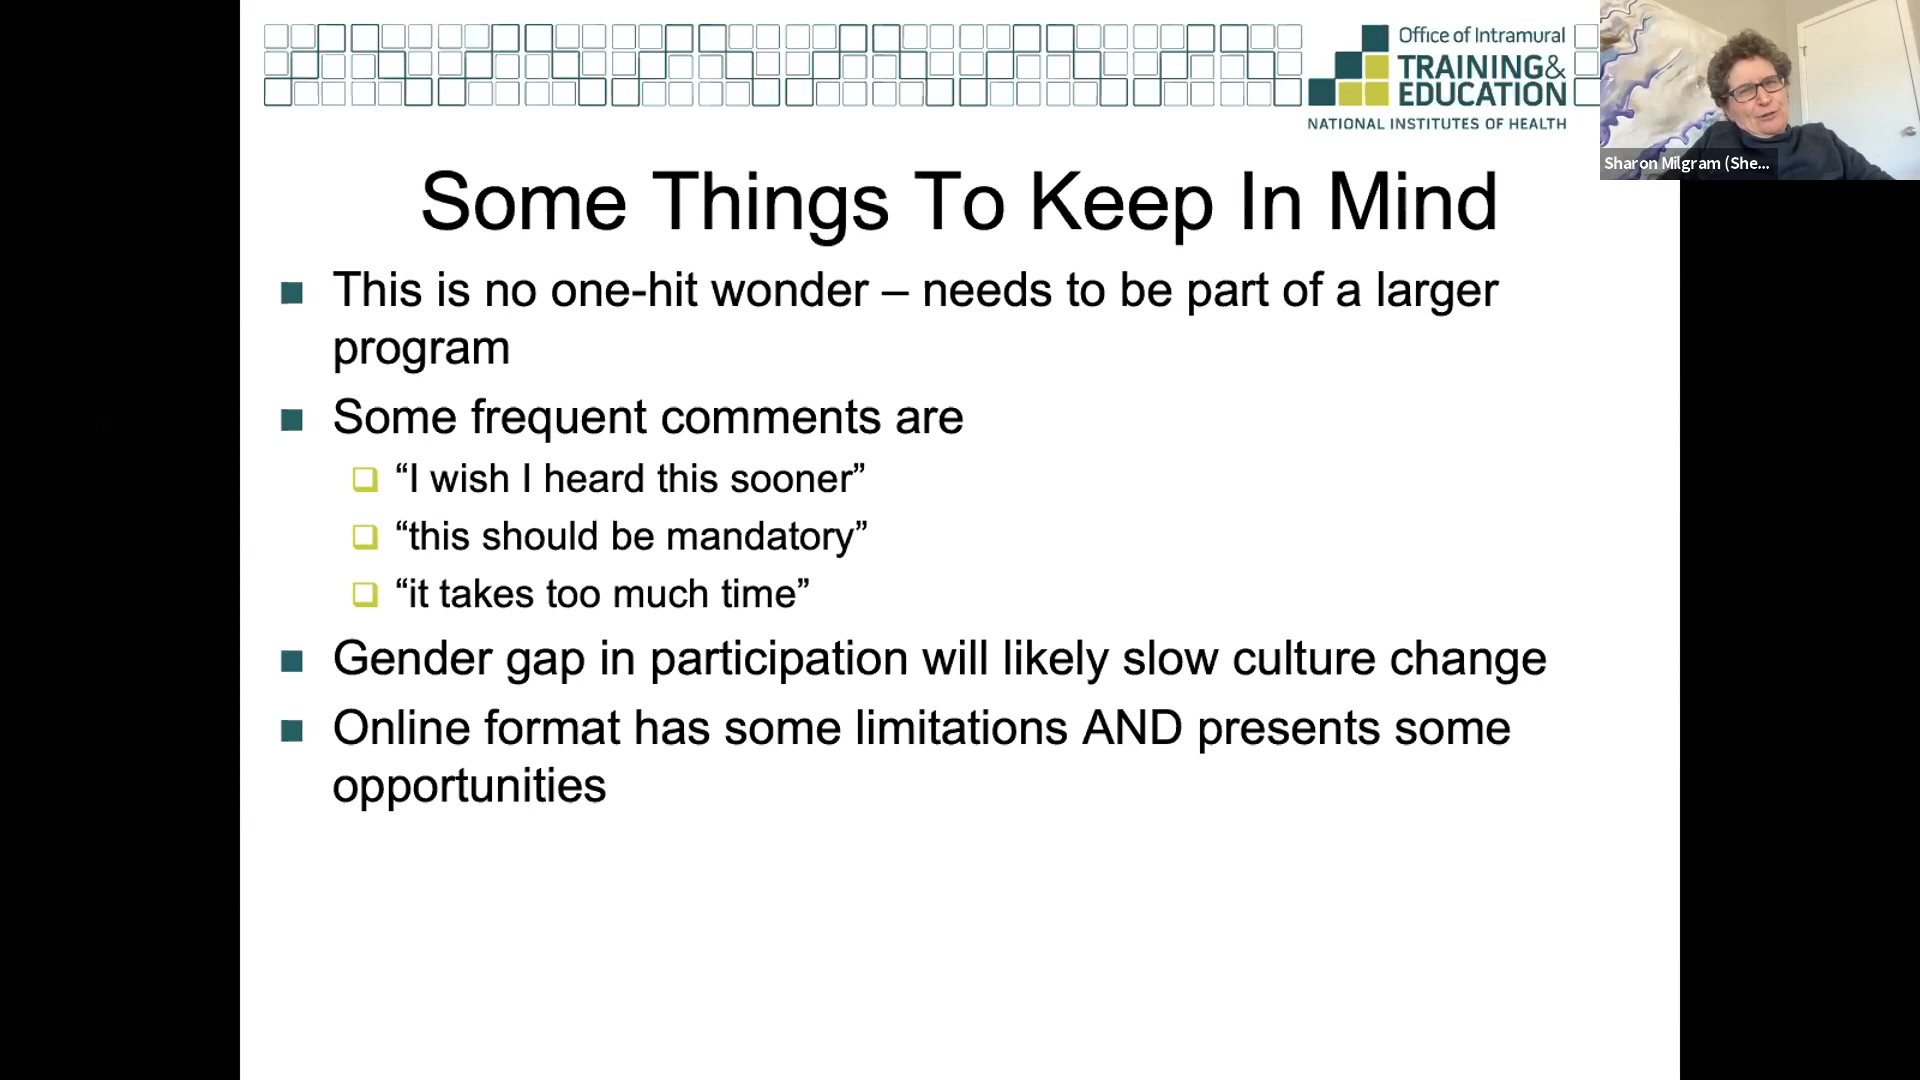 Office of Intramural
TRAINING&
EDUCATION
NATIONAL INSTITUTES OF HEALTH
Sharon Milgram (She...
Some Things To Keep In Mind
This is no one-hit wonder – needs to be part of a larger
program
Some frequent comments are
“I wish I heard this sooner”
“this should be mandatory”
“it takes too much time”
Gender gap in participation will likely slow culture change
Online format has some limitations AND presents some
opportunities